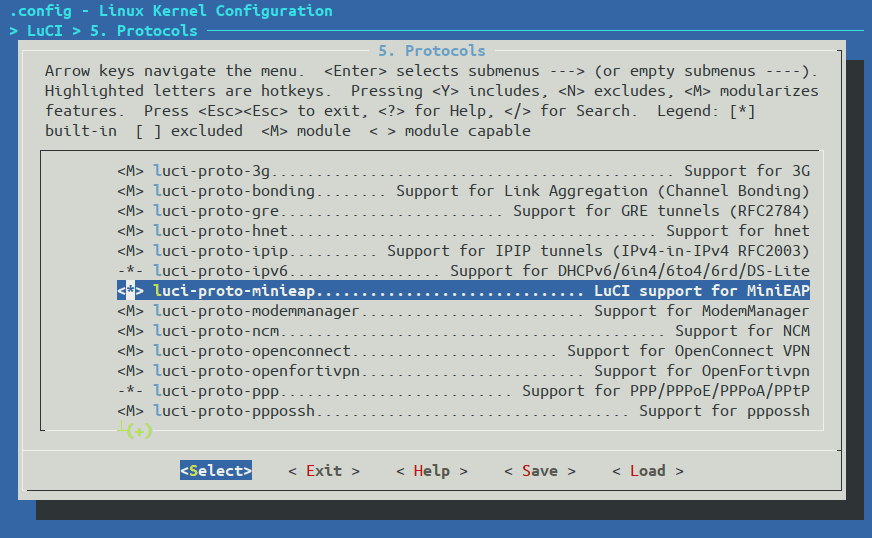 .config - Linux Kernel Configuration
> LuCI > 5. Protocols
5. Protocols
Arrow keys navigate the menu.  <Enter> selects submenus ---> (or empty submenus ----).
Highlighted letters are hotkeys.  Pressing <Y> includes, <N> excludes, <M> modularizes
features.  Press <Esc><Esc> to exit, <?> for Help, </> for Search.  Legend: [*]
built-in  [ ] excluded  <M> module  < > module capable
<M> luci-proto-3g............................................. Support for 3G
<M> luci-proto-bonding........ Support for Link Aggregation (Channel Bonding)
<M> luci-proto-gre......................... Support for GRE tunnels (RFC2784)
<M> luci-proto-hnet......................................... Support for hnet
<M> luci-proto-ipip.......... Support for IPIP tunnels (IPv4-in-IPv4 RFC2003)
-*- luci-proto-ipv6................. Support for DHCPv6/6in4/6to4/6rd/DS-Lite
<*> luci-proto-minieap.............................. LuCI support for MiniEAP
<M> luci-proto-modemmanager......................... Support for ModemManager
<M> luci-proto-ncm........................................... Support for NCM
<M> luci-proto-openconnect....................... Support for OpenConnect VPN
<M> luci-proto-openfortivpn......................... Support for OpenFortivpn
-*- luci-proto-ppp......................... Support for PPP/PPPoE/PPPoA/PPtP
<M> luci-proto-pppossh................................... Support for pppossh
(+)
<Select>    < Exit >    < Help >    < Save >    < Load >